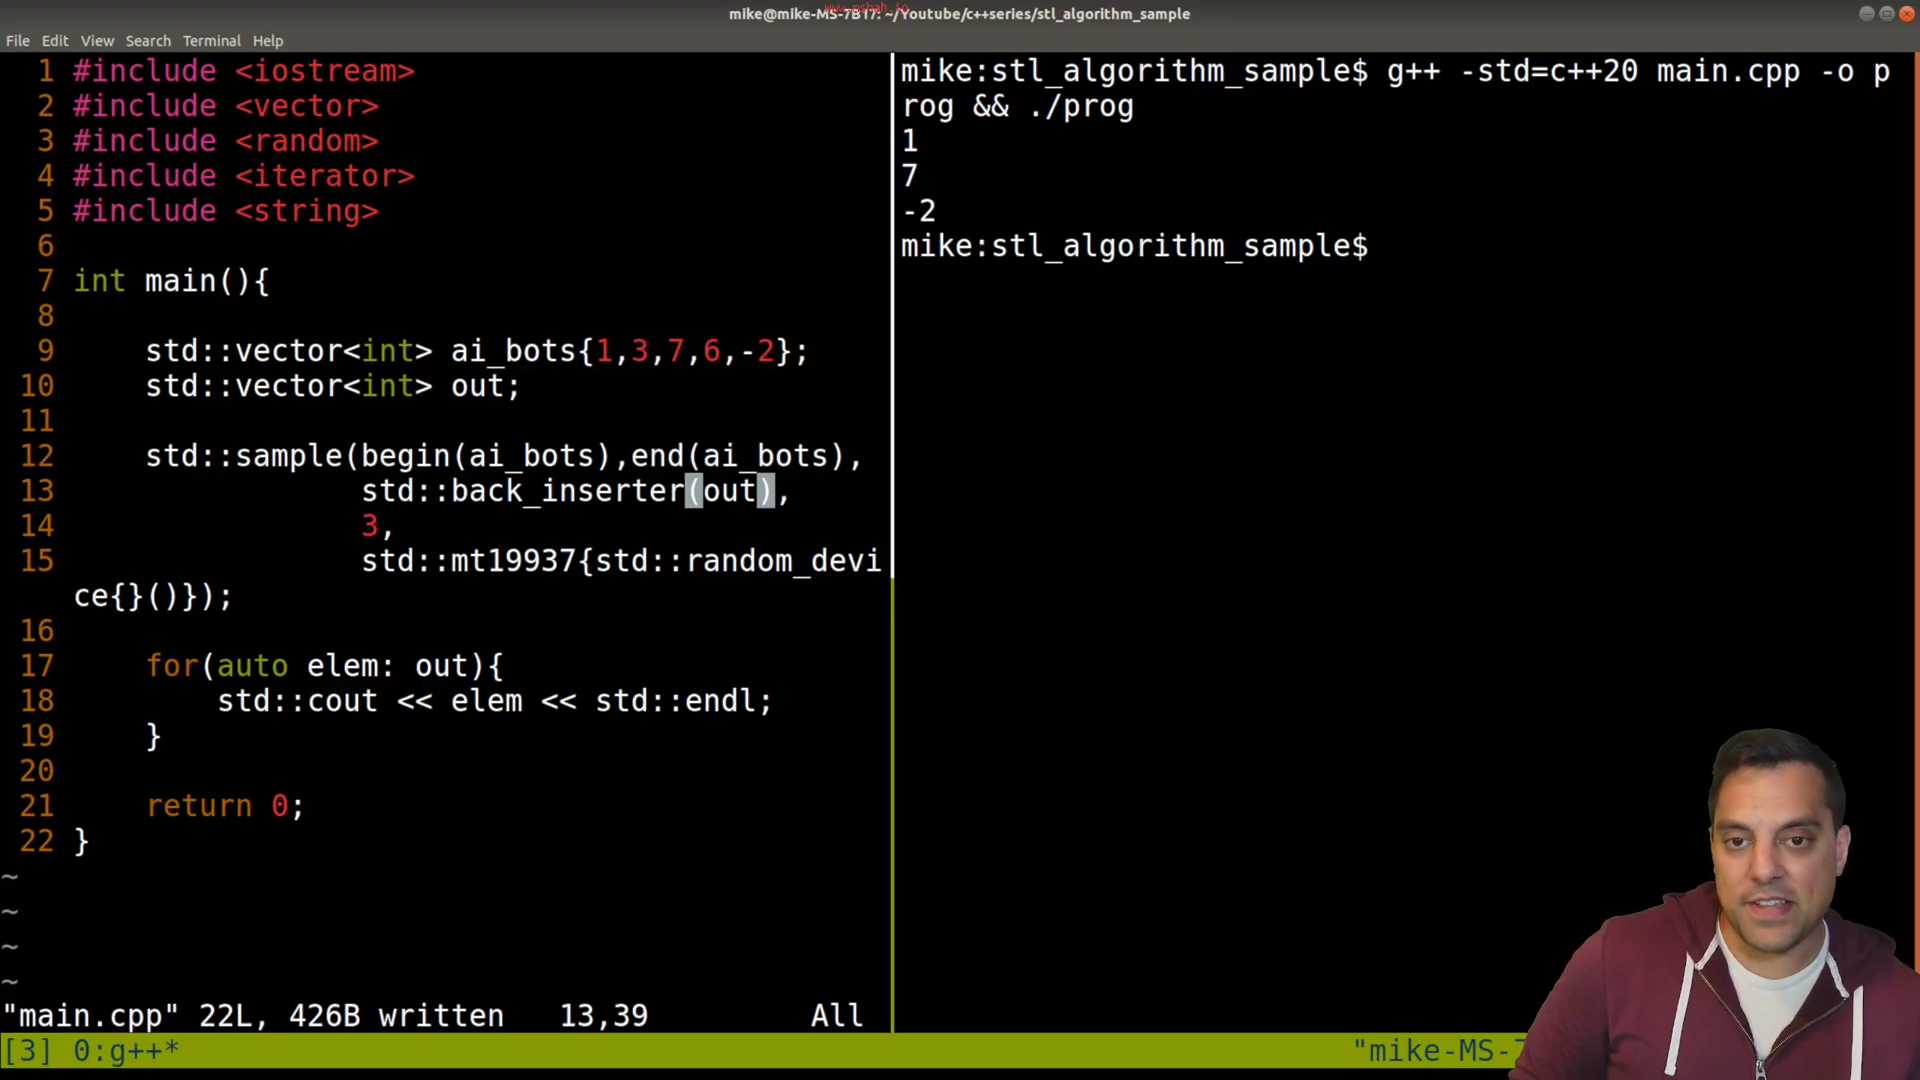 www.mshah.io
mike@mike-MS-7B17: ~/Youtube/c++series/stl_algorithm_sample
File Edit View Search Terminal Help
1 #include <iostream>
2 #include <vector>
3 #include <random>
4 #include <iterator>
5 #include <string>
6
7 int main(){
8
9     std::vector<int> ai_bots{1,3,7,6,-2};
10     std::vector<int> out;
11
12     std::sample(begin(ai_bots),end(ai_bots),
13                 std::back_inserter(out),
14                 3,
15                 std::mt19937{std::random_devi
ce{}()});
16
17     for(auto elem: out){
18         std::cout << elem << std::endl;
19     }
20
21     return 0;
22 }
~
~
~
~
"main.cpp" 22L, 426B written   13,39   All
mike:stl_algorithm_sample$ g++ -std=c++20 main.cpp -o p
rog && ./prog
1
7
-2
mike:stl_algorithm_sample$
[3] 0:g++*
"mike-MS-7